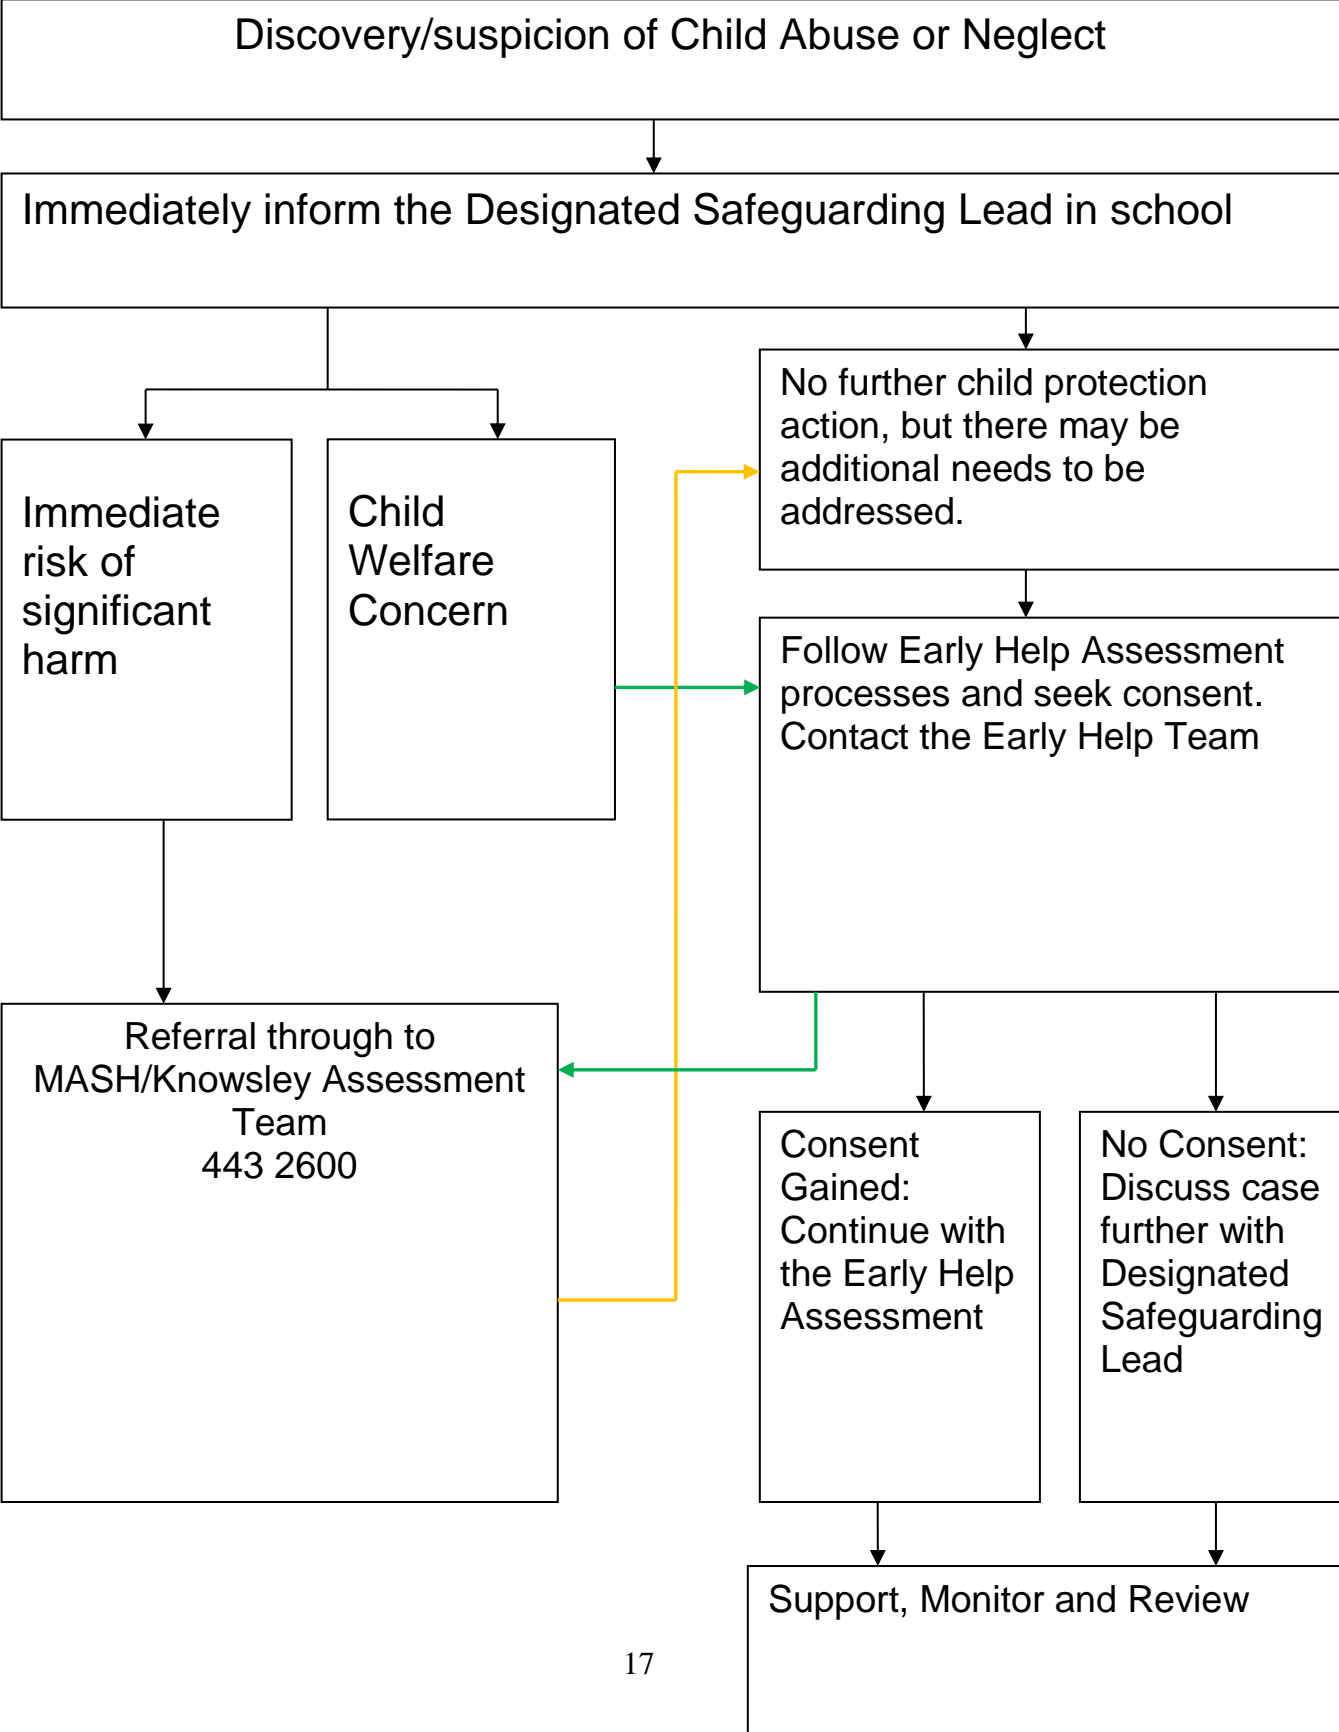 Discovery/suspicion of Child Abuse or Neglect
Immediately inform the Designated Safeguarding Lead in school
No further child protection
action, but there may be
additional needs to be
addressed.
Immediate
risk of
significant
harm
Child
Welfare
Concern
Follow Early Help Assessment
processes and seek consent.
Contact the Early Help Team
Referral through to
MASH/Knowsley Assessment
Team
443 2600
Consent
Gained:
Continue with
the Early Help
Assessment
No Consent:
Discuss case
further with
Designated
Safeguarding
Lead
Support, Monitor and Review
17